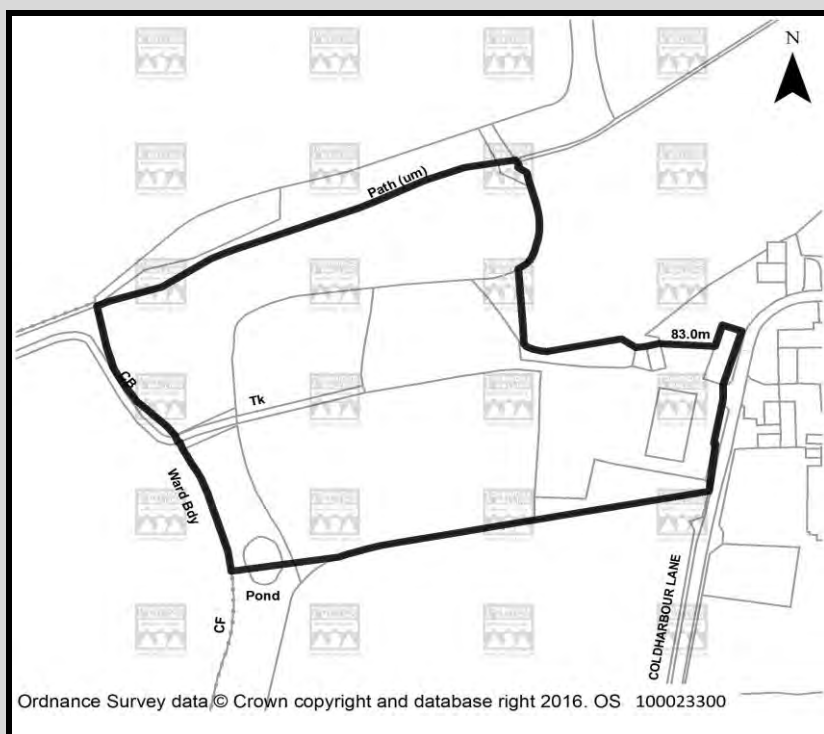 N
Path (um)
83.0m
CB
Tk
Ward Bdy
Pond
CF
COLDHARBOUR LANE
Ordnance Survey data © Crown copyright and database right 2016. OS 100023300